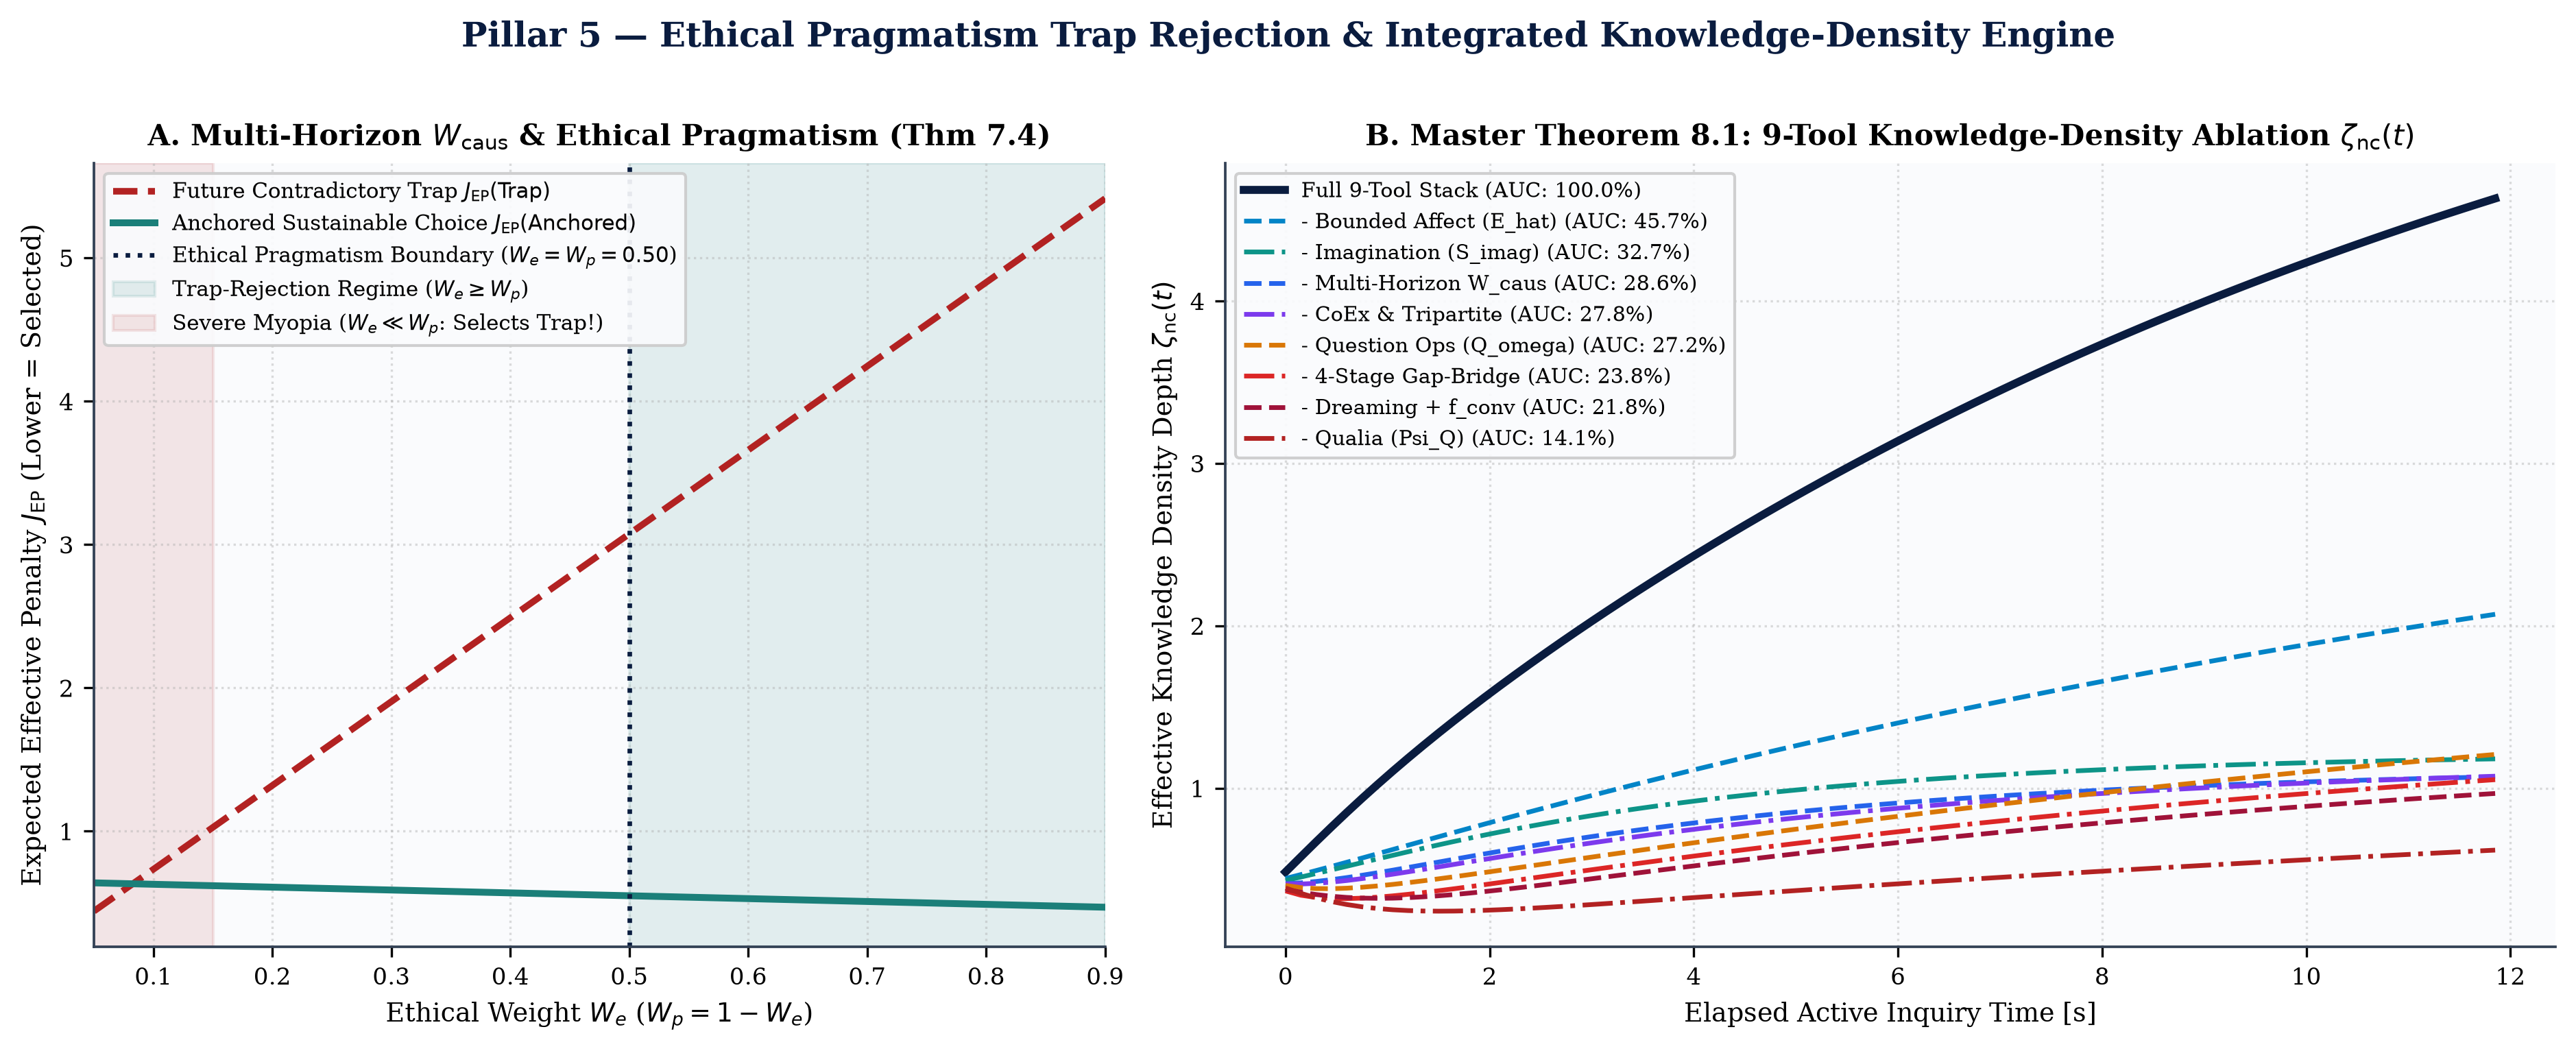 Pillar 5 — Ethical Pragmatism Trap Rejection & Integrated Knowledge-Density Engine
A. Multi-Horizon W_caus & Ethical Pragmatism (Thm 7.4)
Future Contradictory Trap J_EP(Trap)
Anchored Sustainable Choice J_EP(Anchored)
Ethical Pragmatism Boundary (W_e = W_p = 0.50)
Trap-Rejection Regime (W_e ≥ W_p)
Severe Myopia (W_e ≪ W_p: Selects Trap!)
Expected Effective Penalty J_EP (Lower = Selected)
5
4
3
2
1
0.1 0.2 0.3 0.4 0.5 0.6 0.7 0.8 0.9
Ethical Weight W_e (W_p = 1 − W_e)
B. Master Theorem 8.1: 9-Tool Knowledge-Density Ablation ζ_nc(t)
Full 9-Tool Stack (AUC: 100.0%)
- Bounded Affect (E_hat) (AUC: 45.7%)
- Imagination (S_imag) (AUC: 32.7%)
- Multi-Horizon W_caus (AUC: 28.6%)
- CoEx & Tripartite (AUC: 27.8%)
- Question Ops (Q_omega) (AUC: 27.2%)
- 4-Stage Gap-Bridge (AUC: 23.8%)
- Dreaming + f_conv (AUC: 21.8%)
- Qualia (Psi_Q) (AUC: 14.1%)
Effective Knowledge Density Depth ζ_nc(t)
4
3
2
1
0 2 4 6 8 10 12
Elapsed Active Inquiry Time [s]